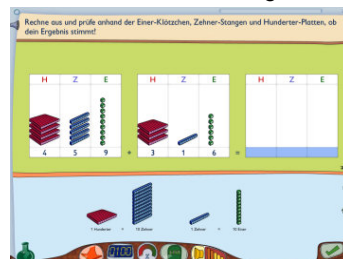 Rechne aus und prüfe anhand der Einer-Klötzchen, Zehner-Stangen und Hunderter-Platten, ob
dein Ergebnis stimmt!
H Z E H Z E H Z E
4 5 9 + 3 1 6 =
1 Hunderter = 10 Zehner 1 Zehner = 10 Einer